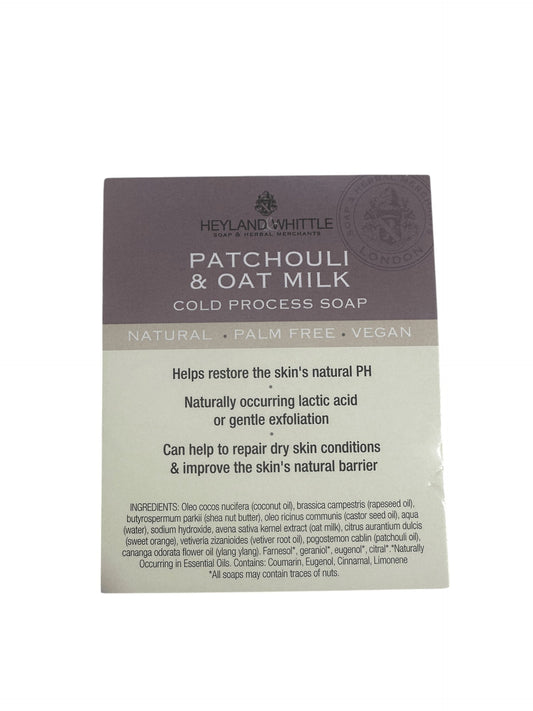 HEYLAND & WHITTLE
SOAP & HERBAL MERCHANTS
SOAP & HERBAL MERC
LONDON
PATCHOULI
& OAT MILK
COLD PROCESS SOAP
NATURAL • PALM FREE • VEGAN
Helps restore the skin's natural PH
•
Naturally occurring lactic acid
or gentle exfoliation
•
Can help to repair dry skin conditions
& improve the skin's natural barrier
INGREDIENTS: Oleo cocos nucifera (coconut oil), brassica campestris (rapeseed oil),
butyrospermum parkii (shea nut butter), oleo ricinus communis (castor seed oil), aqua
(water), sodium hydroxide, avena sativa kernel extract (oat milk), citrus aurantium dulcis
(sweet orange), vetiveria zizanioides (vetiver root oil), pogostemon cablin (patchouli oil),
cananga odorata flower oil (ylang ylang). Farnesol*, geraniol*, eugenol*, citral*.*Naturally
Occurring in Essential Oils. Contains: Coumarin, Eugenol, Cinnamal, Limonene
*All soaps may contain traces of nuts.